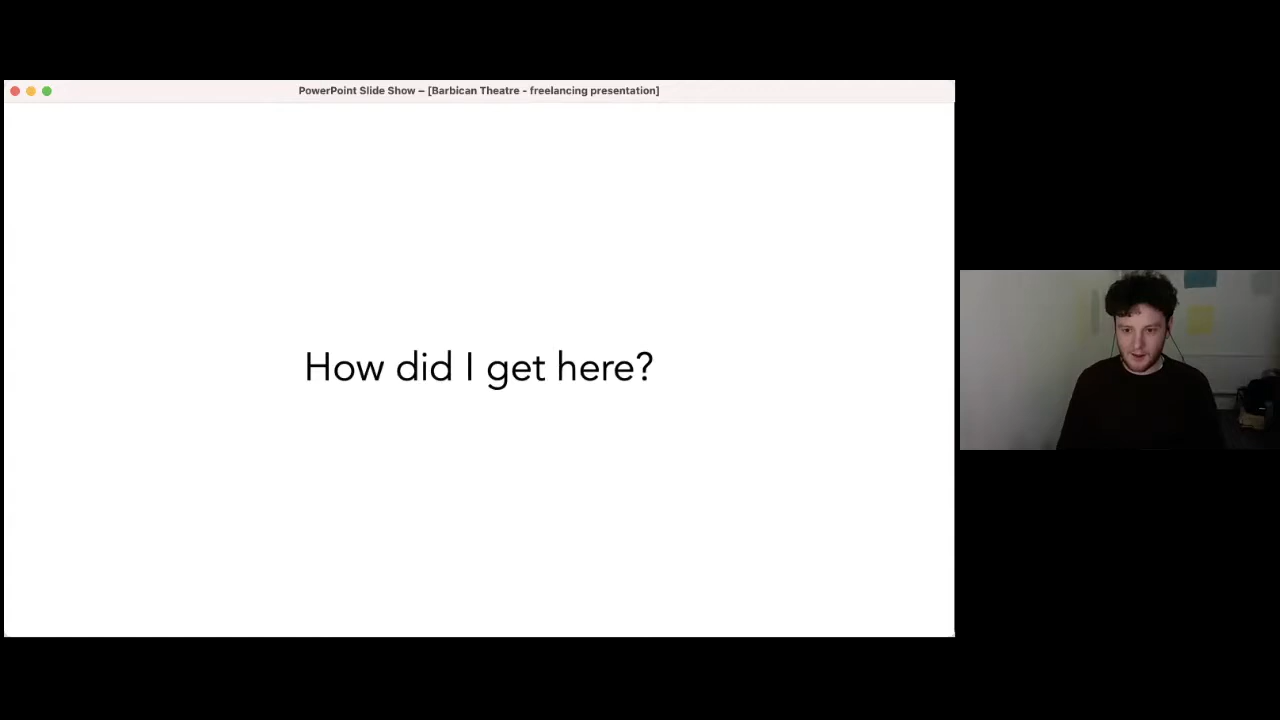 PowerPoint Slide Show – [Barbican Theatre - freelancing presentation]
How did I get here?